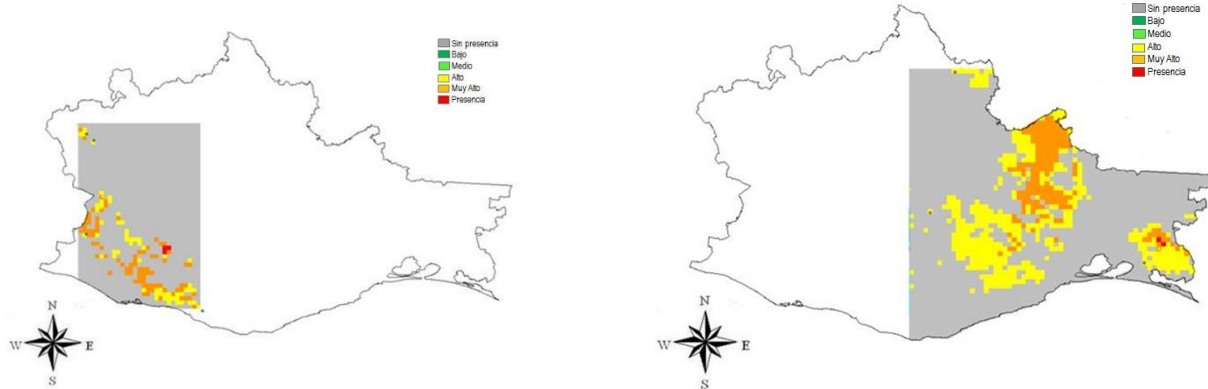 Sin presencia
Bajo
Medio
Alto
Muy Alto
Presencia
N
W E
S
Sin presencia
Bajo
Medio
Alto
Muy Alto
Presencia
N
W E
S